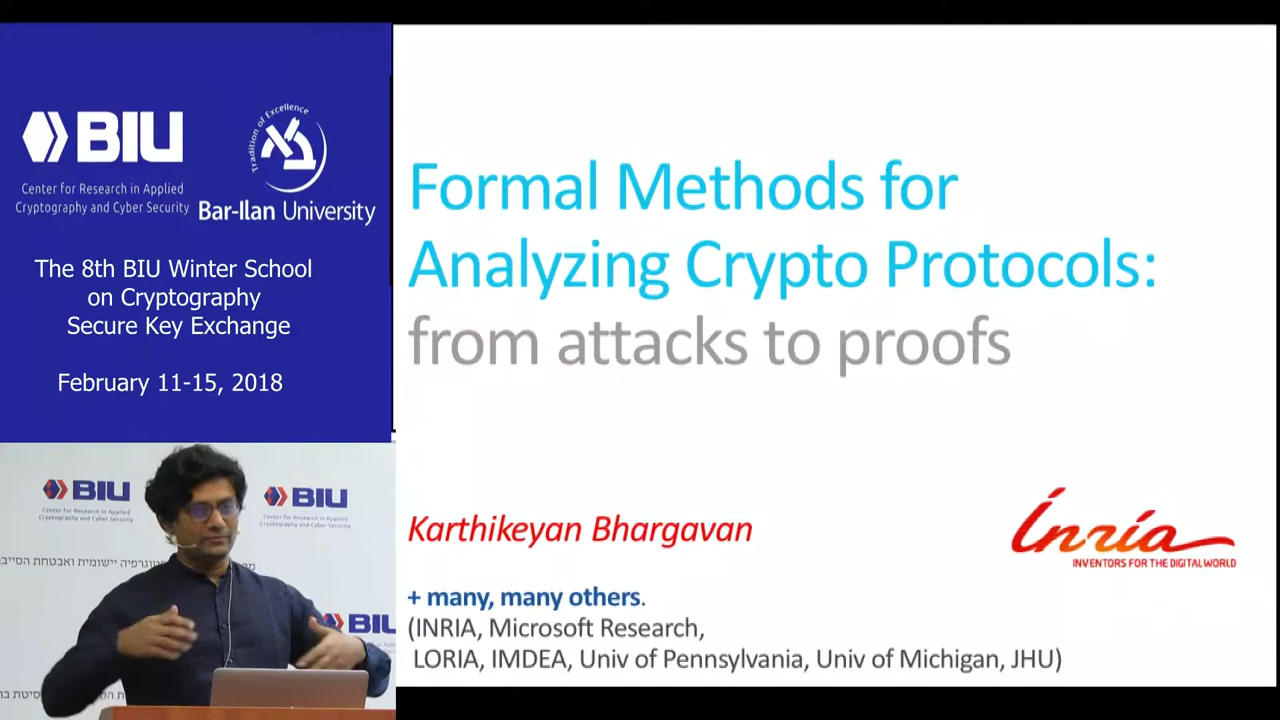 BIU
Center for Research in Applied
Cryptography and Cyber Security
Tradition of Excellence
Bar-Ilan University
The 8th BIU Winter School
on Cryptography
Secure Key Exchange
February 11-15, 2018
Formal Methods for
Analyzing Crypto Protocols:
from attacks to proofs
Karthikeyan Bhargavan
inria
INVENTORS FOR THE DIGITAL WORLD
+ many, many others.
(INRIA, Microsoft Research,
LORIA, IMDEA, Univ of Pennsylvania, Univ of Michigan, JHU)
BIU
Center for Research in Applied
Cryptography and Cyber Security
BIU
Center for Research in Applied
Cryptography and Cyber Security
יישומית ואבטחת הסייבר
BIU